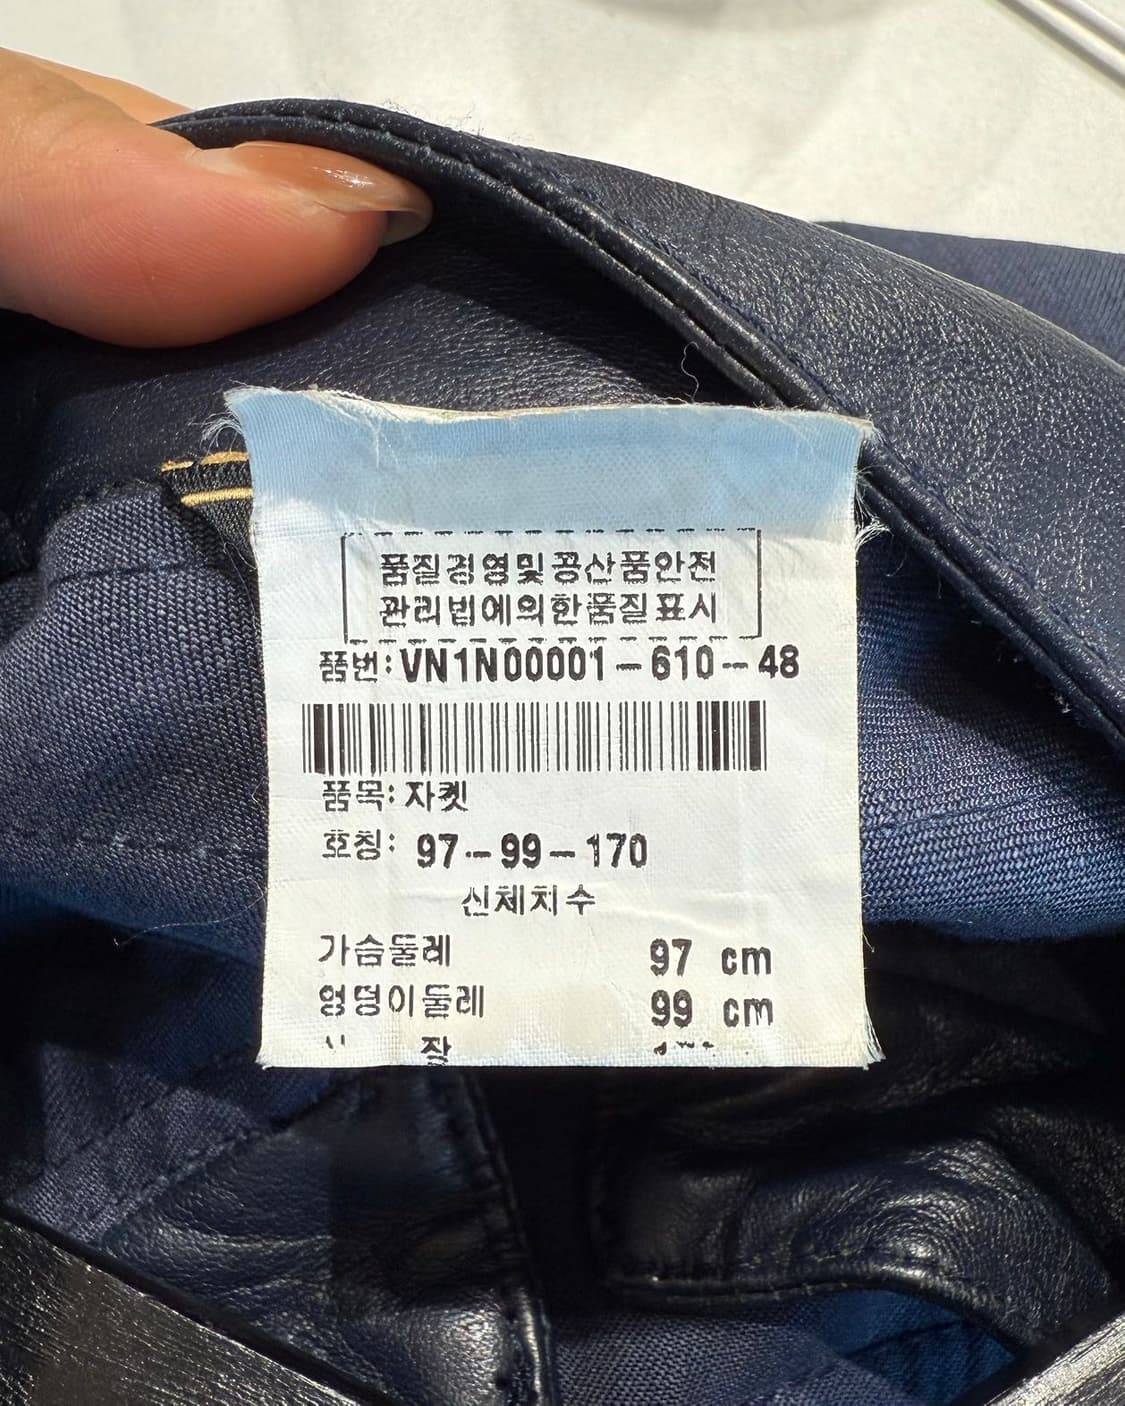 품질경영및공산품안전
관리법에의한품질표시
품번:VN1N00001-610-48
품목:자켓
호칭: 97-99-170
신체치수
가슴둘레 97 cm
엉덩이둘레 99 cm
장